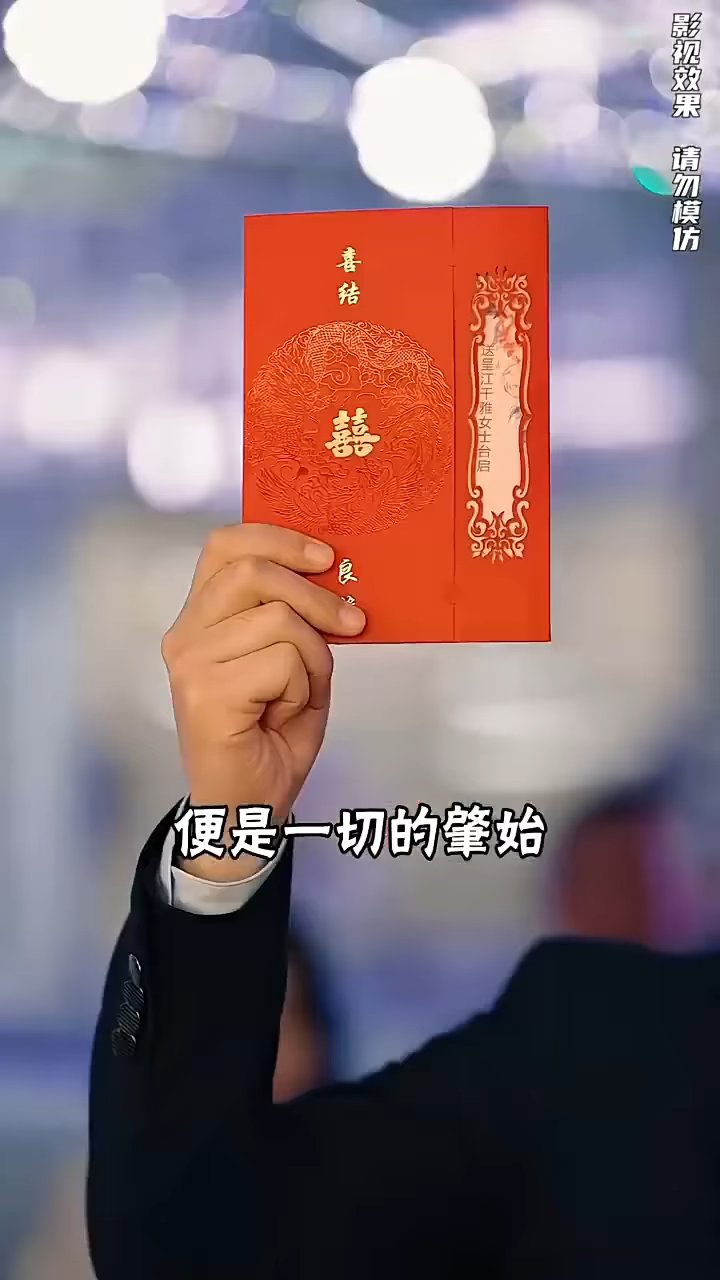 影视效果 请勿模仿
喜结
囍
良
送呈江千雅女士台启
便是一切的肇始